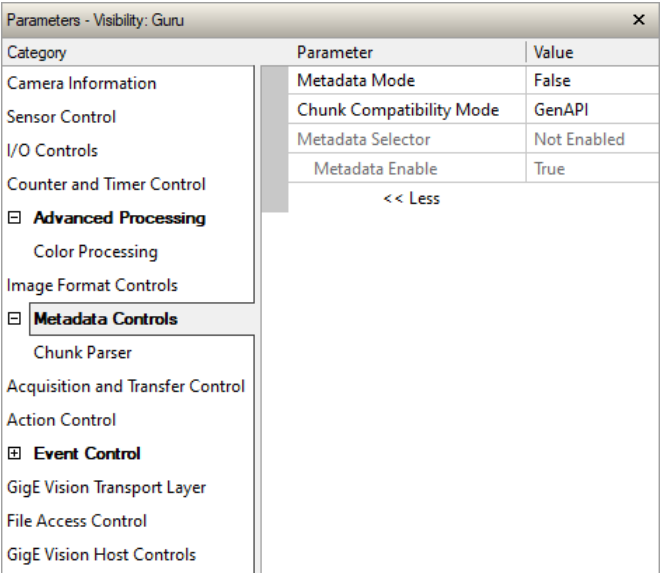 Parameters - Visibility: Guru ×
Category Parameter Value
Camera Information Metadata Mode False
Sensor Control Chunk Compatibility Mode GenAPI
I/O Controls Metadata Selector Not Enabled
Counter and Timer Control Metadata Enable True
Advanced Processing << Less
Color Processing
Image Format Controls
Metadata Controls
Chunk Parser
Acquisition and Transfer Control
Action Control
Event Control
GigE Vision Transport Layer
File Access Control
GigE Vision Host Controls